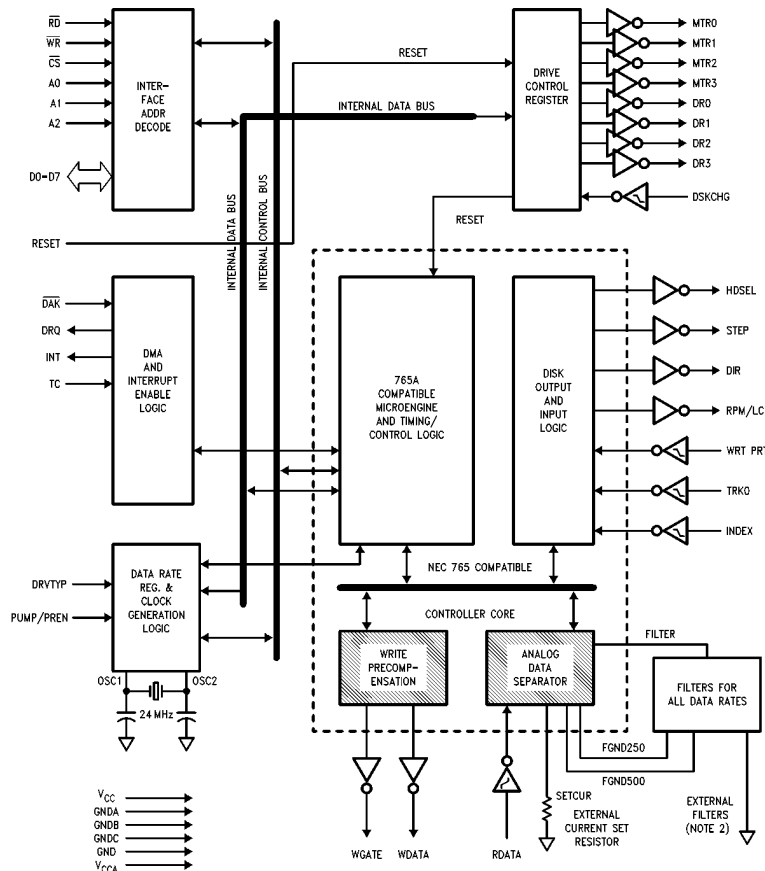 RD
WR
CS
A0
A1
A2
D0-D7
INTER-
FACE
ADDR
DECODE
RESET
INTERNAL DATA BUS
DRIVE
CONTROL
REGISTER
MTR0
MTR1
MTR2
MTR3
DR0
DR1
DR2
DR3
DSKCHG
RESET
RESET
INTERNAL DATA BUS
INTERNAL CONTROL BUS
DAK
DRQ
INT
TC
DMA
AND
INTERRUPT
ENABLE
LOGIC
765A
COMPATIBLE
MICROENGINE
AND TIMING/
CONTROL LOGIC
DISK
OUTPUT
AND
INPUT
LOGIC
HDSEL
STEP
DIR
RPM/LC
WRT PRT
TRK0
INDEX
DRVTYP
PUMP/PREN
DATA RATE
REG. &
CLOCK
GENERATION
LOGIC
NEC 765 COMPATIBLE
CONTROLLER CORE
WRITE
PRECOMP-
ENSATION
ANALOG
DATA
SEPARATOR
FILTER
FILTERS FOR
ALL DATA RATES
OSC1
OSC2
24 MHz
FGND250
FGND500
SETCUR
EXTERNAL
CURRENT SET
RESISTOR
EXTERNAL
FILTERS
(NOTE 2)
WGATE
WDATA
RDATA
VCC
GNDA
GNDB
GNDC
GND
VCCA